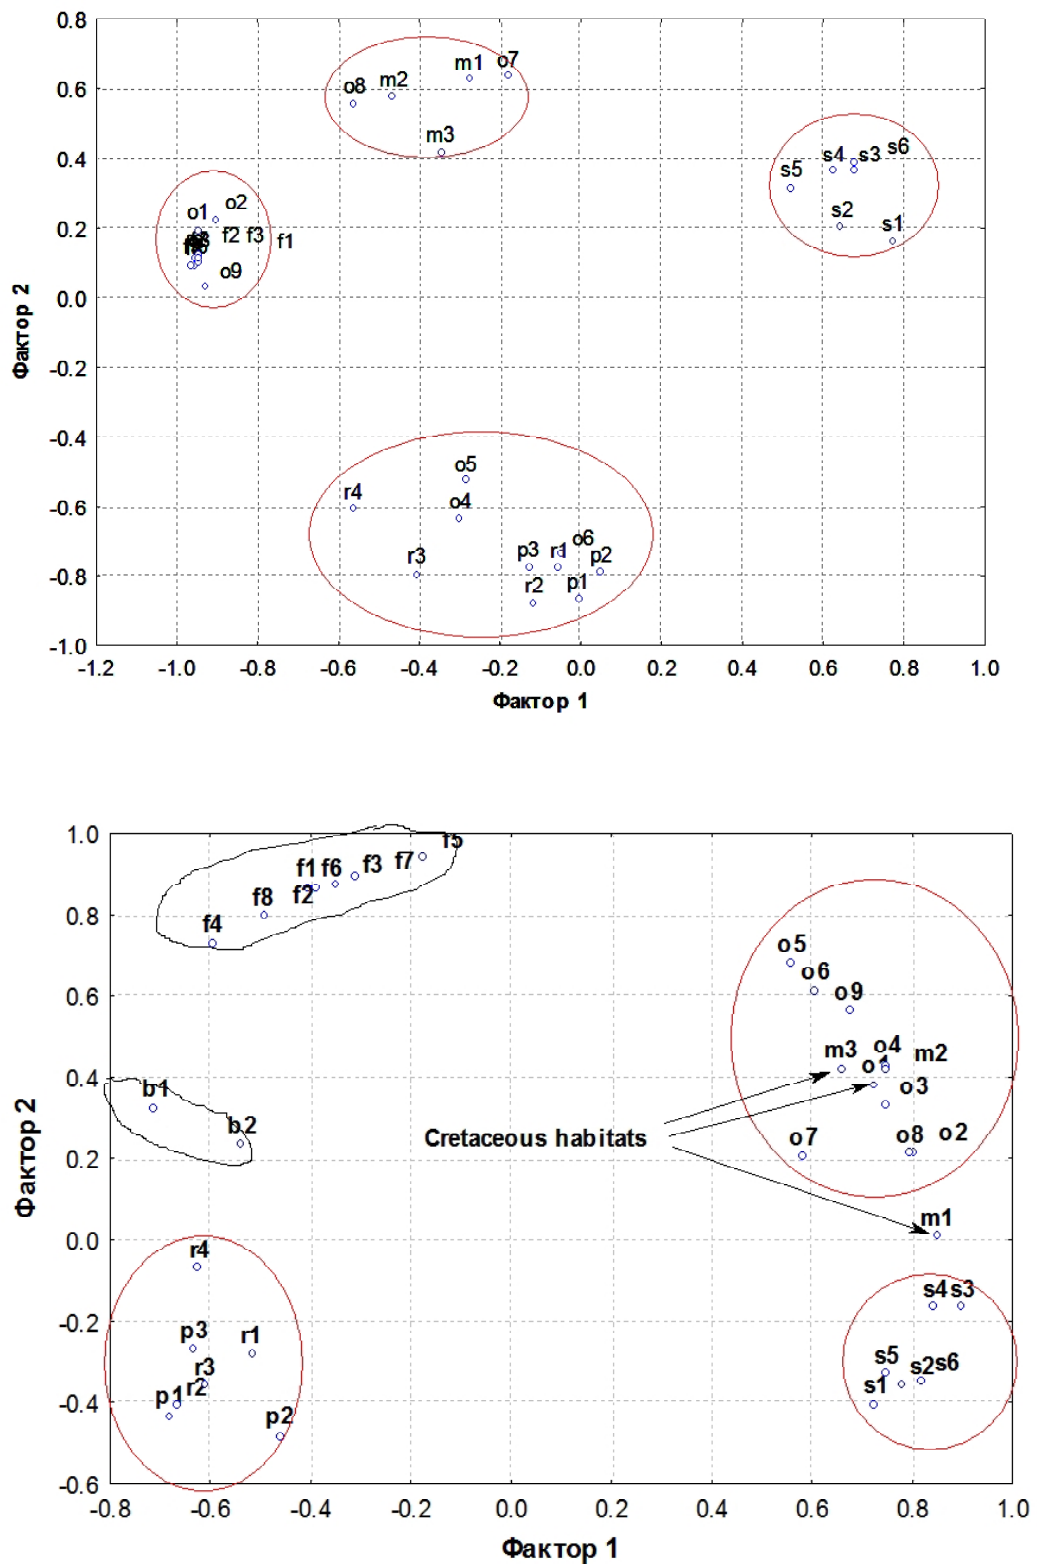 0.8
0.6
0.4
0.2
0.0
-0.2
-0.4
-0.6
-0.8
-1.0
Фактор 2
o8 m2 m1 o7
m3
s5 s4 s3 s6
s2 s1
o1 o2
f2 f3 f1
o9
o5
r4 o4
r3 p3 r1 o6 p2
r2 p1
-1.2 -1.0 -0.8 -0.6 -0.4 -0.2 0.0 0.2 0.4 0.6 0.8 1.0
Фактор 1
1.0
0.8
0.6
0.4
0.2
0.0
-0.2
-0.4
-0.6
Фактор 2
f5
f1 f6 f3 f7
f8 f2
f4
o5
o6
o9
m3 o4 m2
o3
b1
b2
Cretaceous habitats
o7 o8 o2
m1
r4
p3 r1
r3
p1 r2
p2
s4 s3
s5 s2 s6
s1
-0.8 -0.6 -0.4 -0.2 0.0 0.2 0.4 0.6 0.8 1.0
Фактор 1